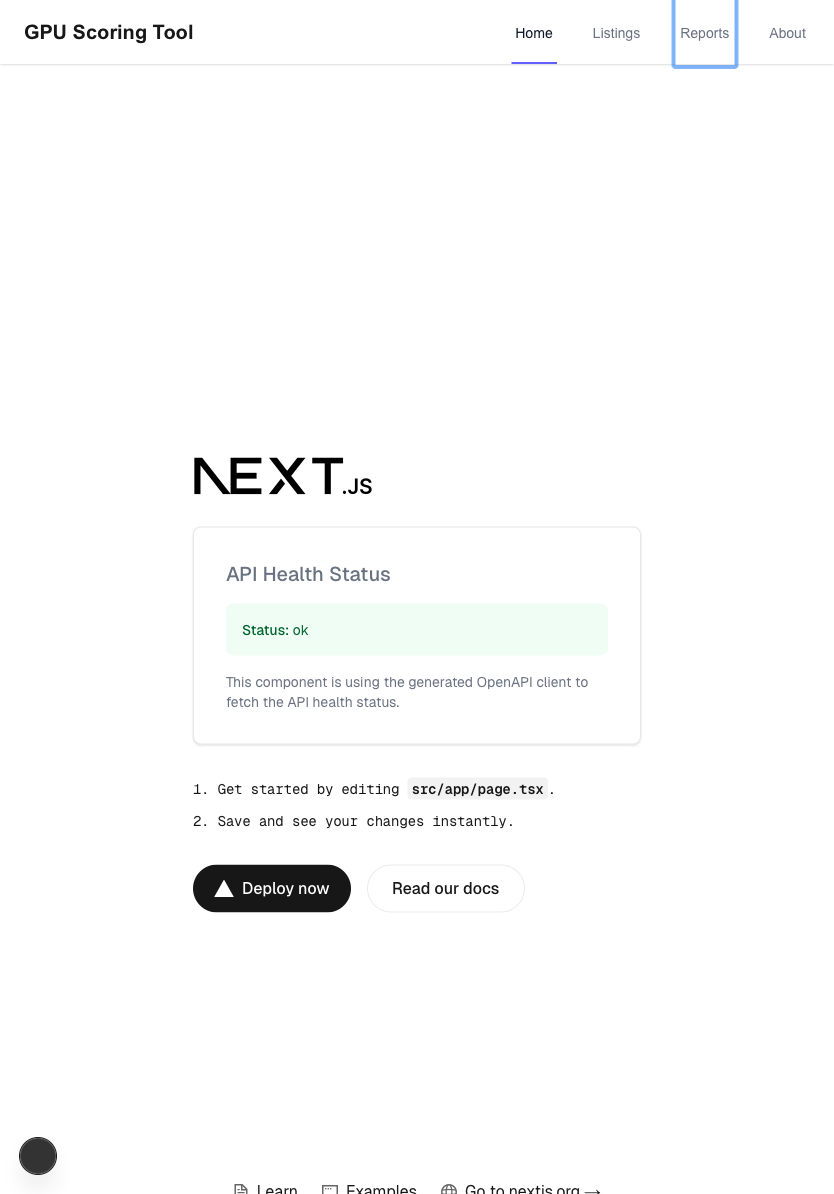 GPU Scoring Tool
Home Listings Reports About
NEXT.JS
API Health Status
Status: ok
This component is using the generated OpenAPI client to
fetch the API health status.
1. Get started by editing src/app/page.tsx.
2. Save and see your changes instantly.
Deploy now Read our docs
Learn Examples Go to nextjs.org →